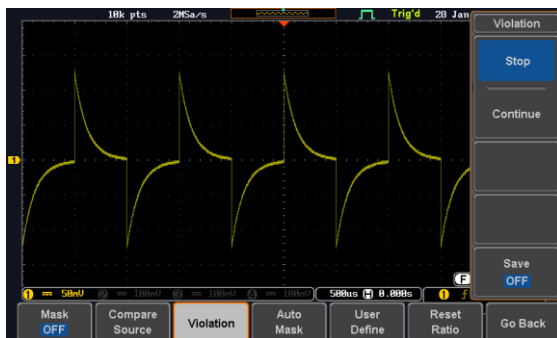 10k pts 2MSa/s Trig'd 28 Jan
Violation
Stop
Continue
1
Save
OFF
F
1 50mV 2 100mV 3 100mV 4 100mV 500us H 0.000s 1
Mask
OFF
Compare
Source
Violation
Auto
Mask
User
Define
Reset
Ratio
Go Back